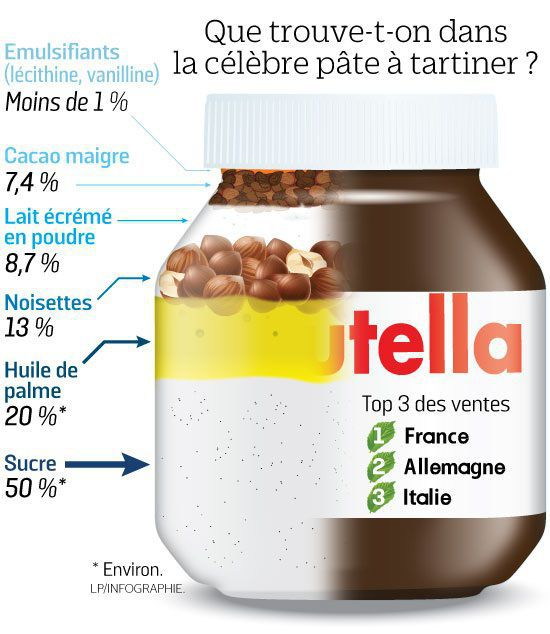 Que trouve-t-on dans
la célèbre pâte à tartiner ?
Emulsifiants
(lécithine, vanilline)
Moins de 1 %
Cacao maigre
7,4 %
Lait écrémé
en poudre
8,7 %
Noisettes
13 %
Huile de
palme
20 %*
Sucre
50 %*
utella
Top 3 des ventes
1 France
2 Allemagne
3 Italie
* Environ.
LP/INFOGRAPHIE.